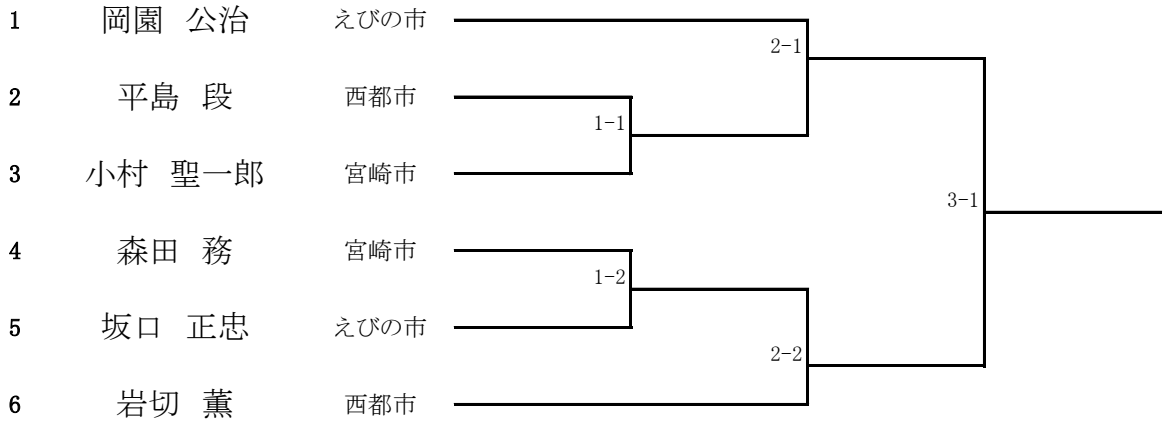 1 岡園 公治 えびの市
2-1
2 平島 段 西都市
1-1
3 小村 聖一郎 宮崎市
3-1
4 森田 務 宮崎市
1-2
5 坂口 正忠 えびの市
2-2
6 岩切 薫 西都市